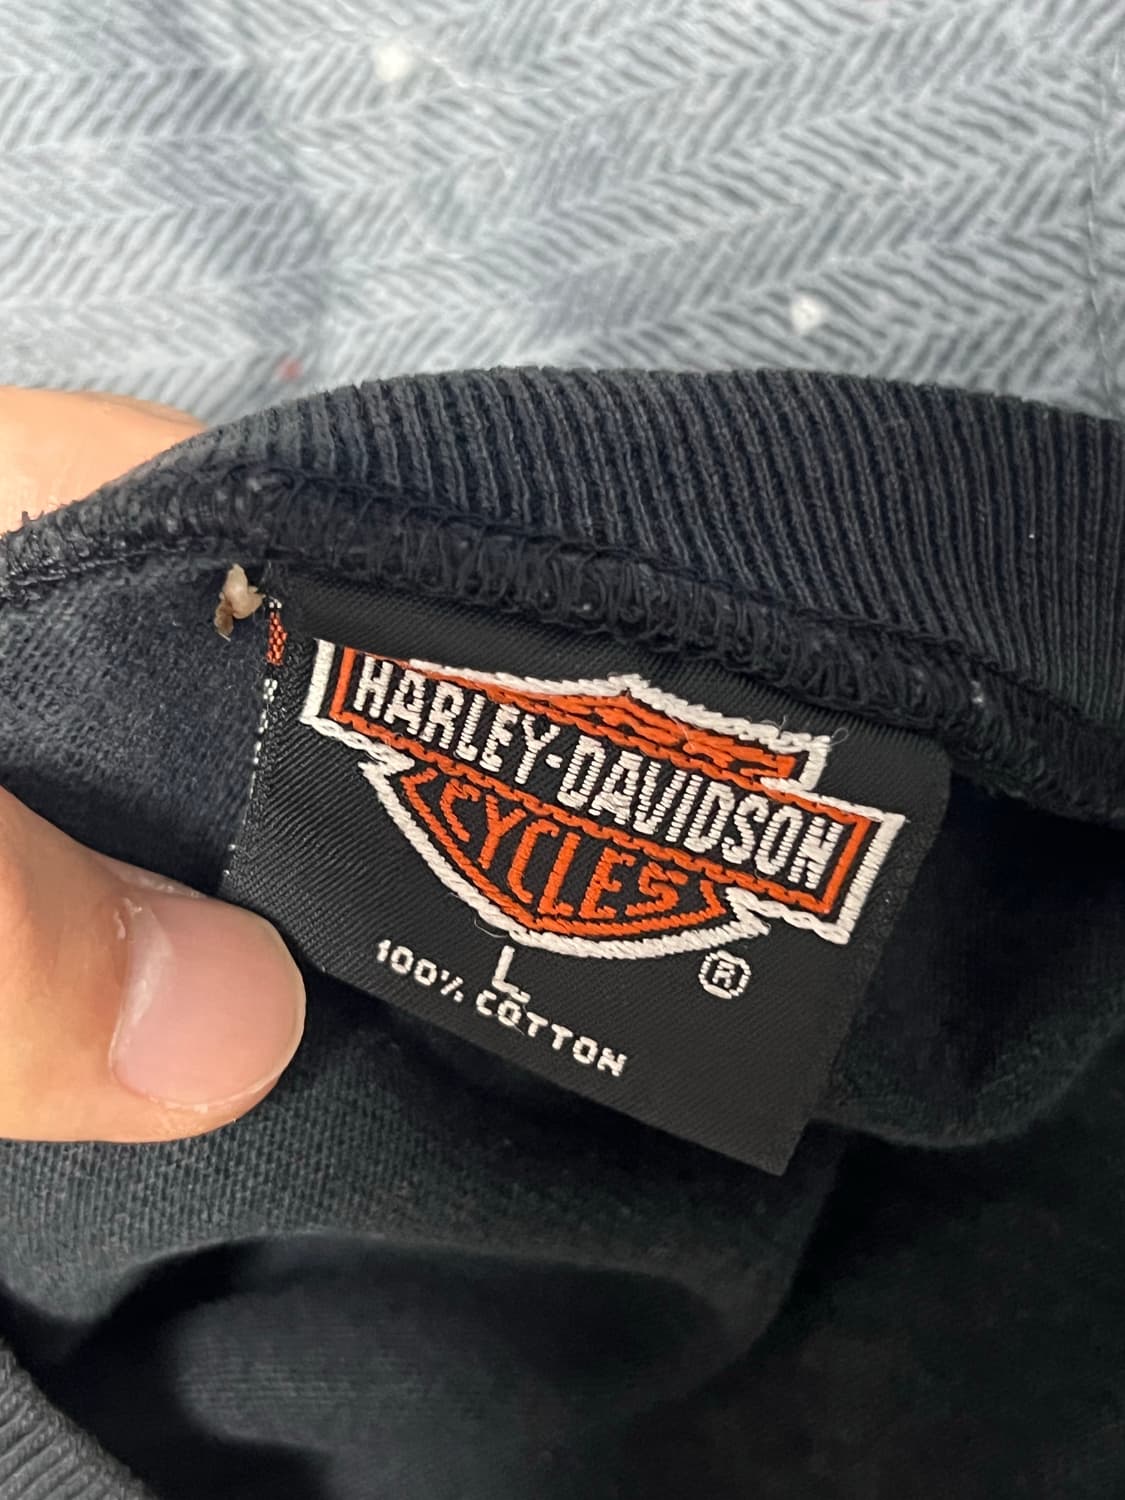 HARLEY-DAVIDSON
CYCLES
®
L
100% COTTON